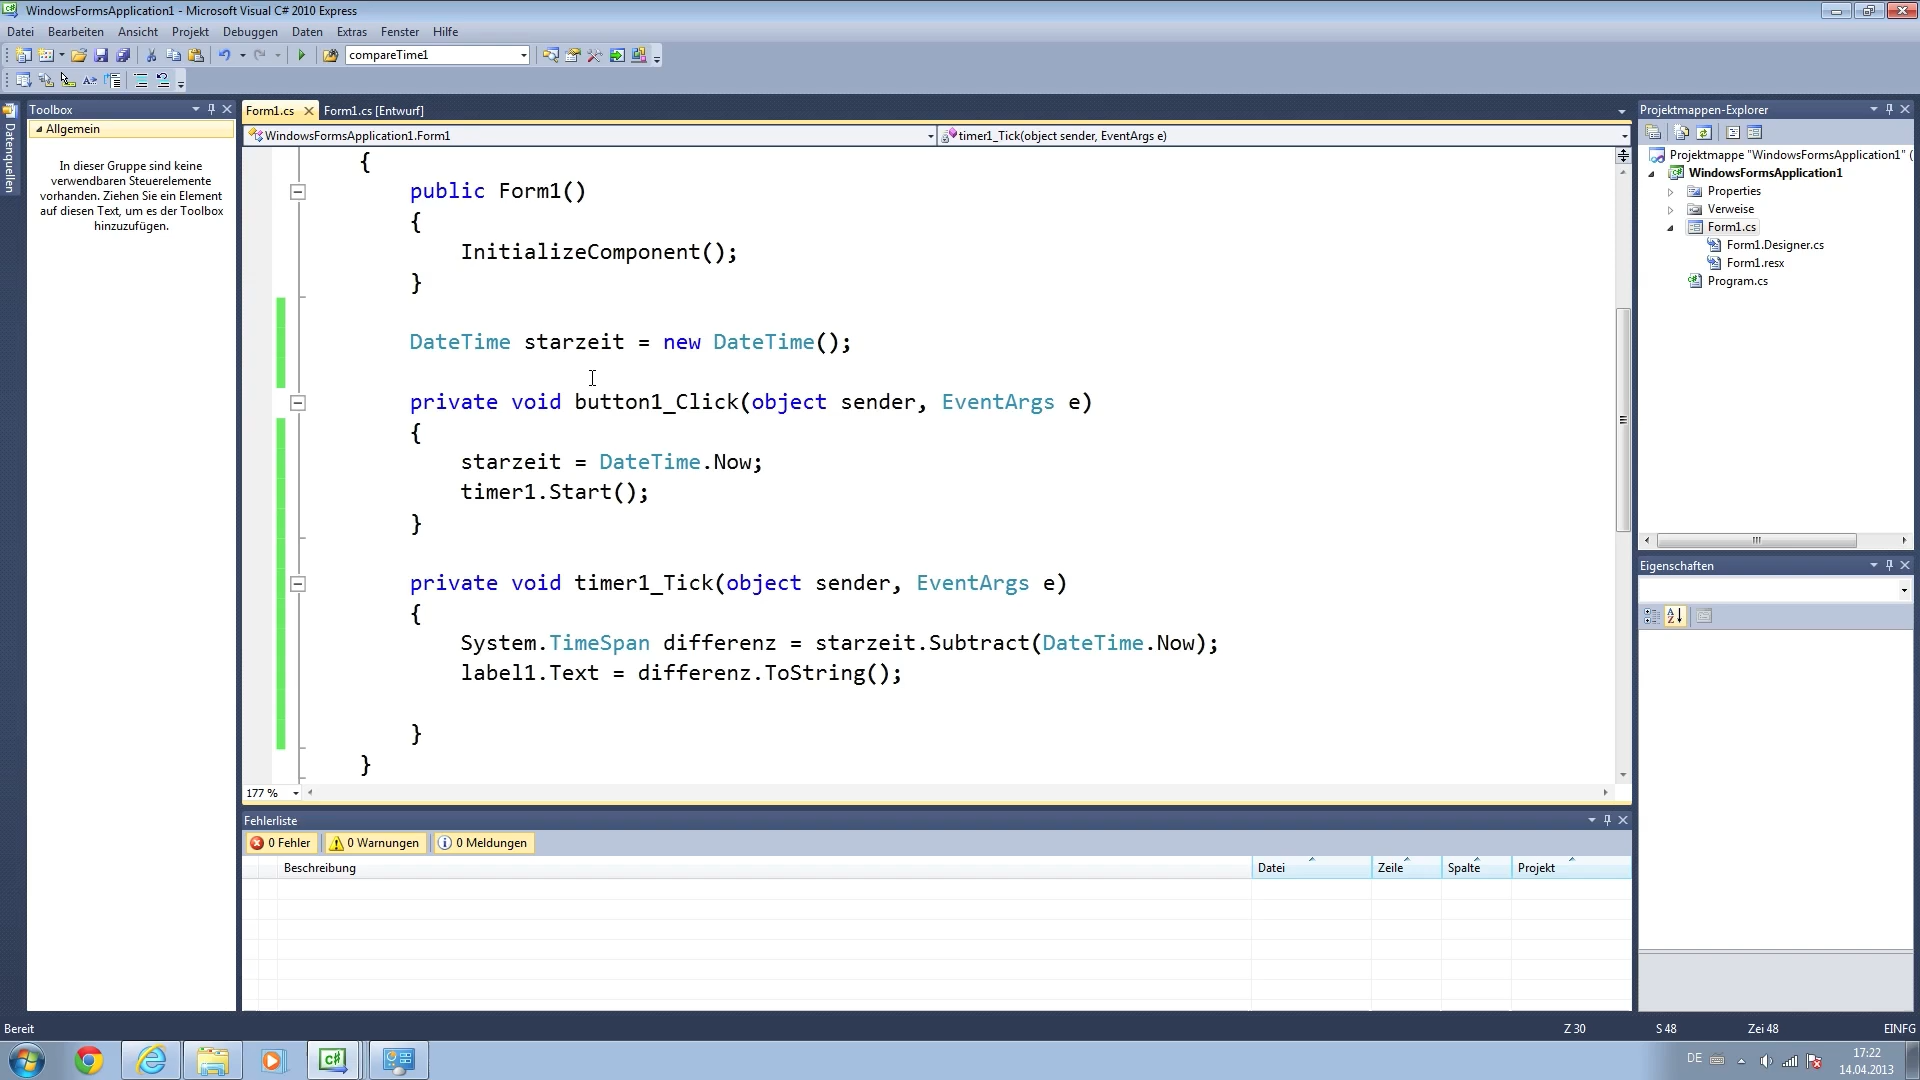 WindowsFormsApplication1 - Microsoft Visual C# 2010 Express
Datei Bearbeiten Ansicht Projekt Debuggen Daten Extras Fenster Hilfe
compareTime1
Toolbox
Form1.cs
Form1.cs [Entwurf]
Projektmappen-Explorer
Datenquellen
Allgemein
WindowsFormsApplication1.Form1
timer1_Tick(object sender, EventArgs e)
In dieser Gruppe sind keine
verwendbaren Steuerelemente
vorhanden. Ziehen Sie ein Element
auf diesen Text, um es der Toolbox
hinzuzufügen.
{
public Form1()
{
InitializeComponent();
}
DateTime starzeit = new DateTime();
private void button1_Click(object sender, EventArgs e)
{
starzeit = DateTime.Now;
timer1.Start();
}
private void timer1_Tick(object sender, EventArgs e)
{
System.TimeSpan differenz = starzeit.Subtract(DateTime.Now);
label1.Text = differenz.ToString();
}
}
177 %
Projektmappe "WindowsFormsApplication1" (
WindowsFormsApplication1
Properties
Verweise
Form1.cs
Form1.Designer.cs
Form1.resx
Program.cs
Eigenschaften
Fehlerliste
0 Fehler
0 Warnungen
0 Meldungen
Beschreibung Datei Zeile Spalte Projekt
Bereit
Z 30 S 48 Zei 48 EINFG
DE
17:22
14.04.2013